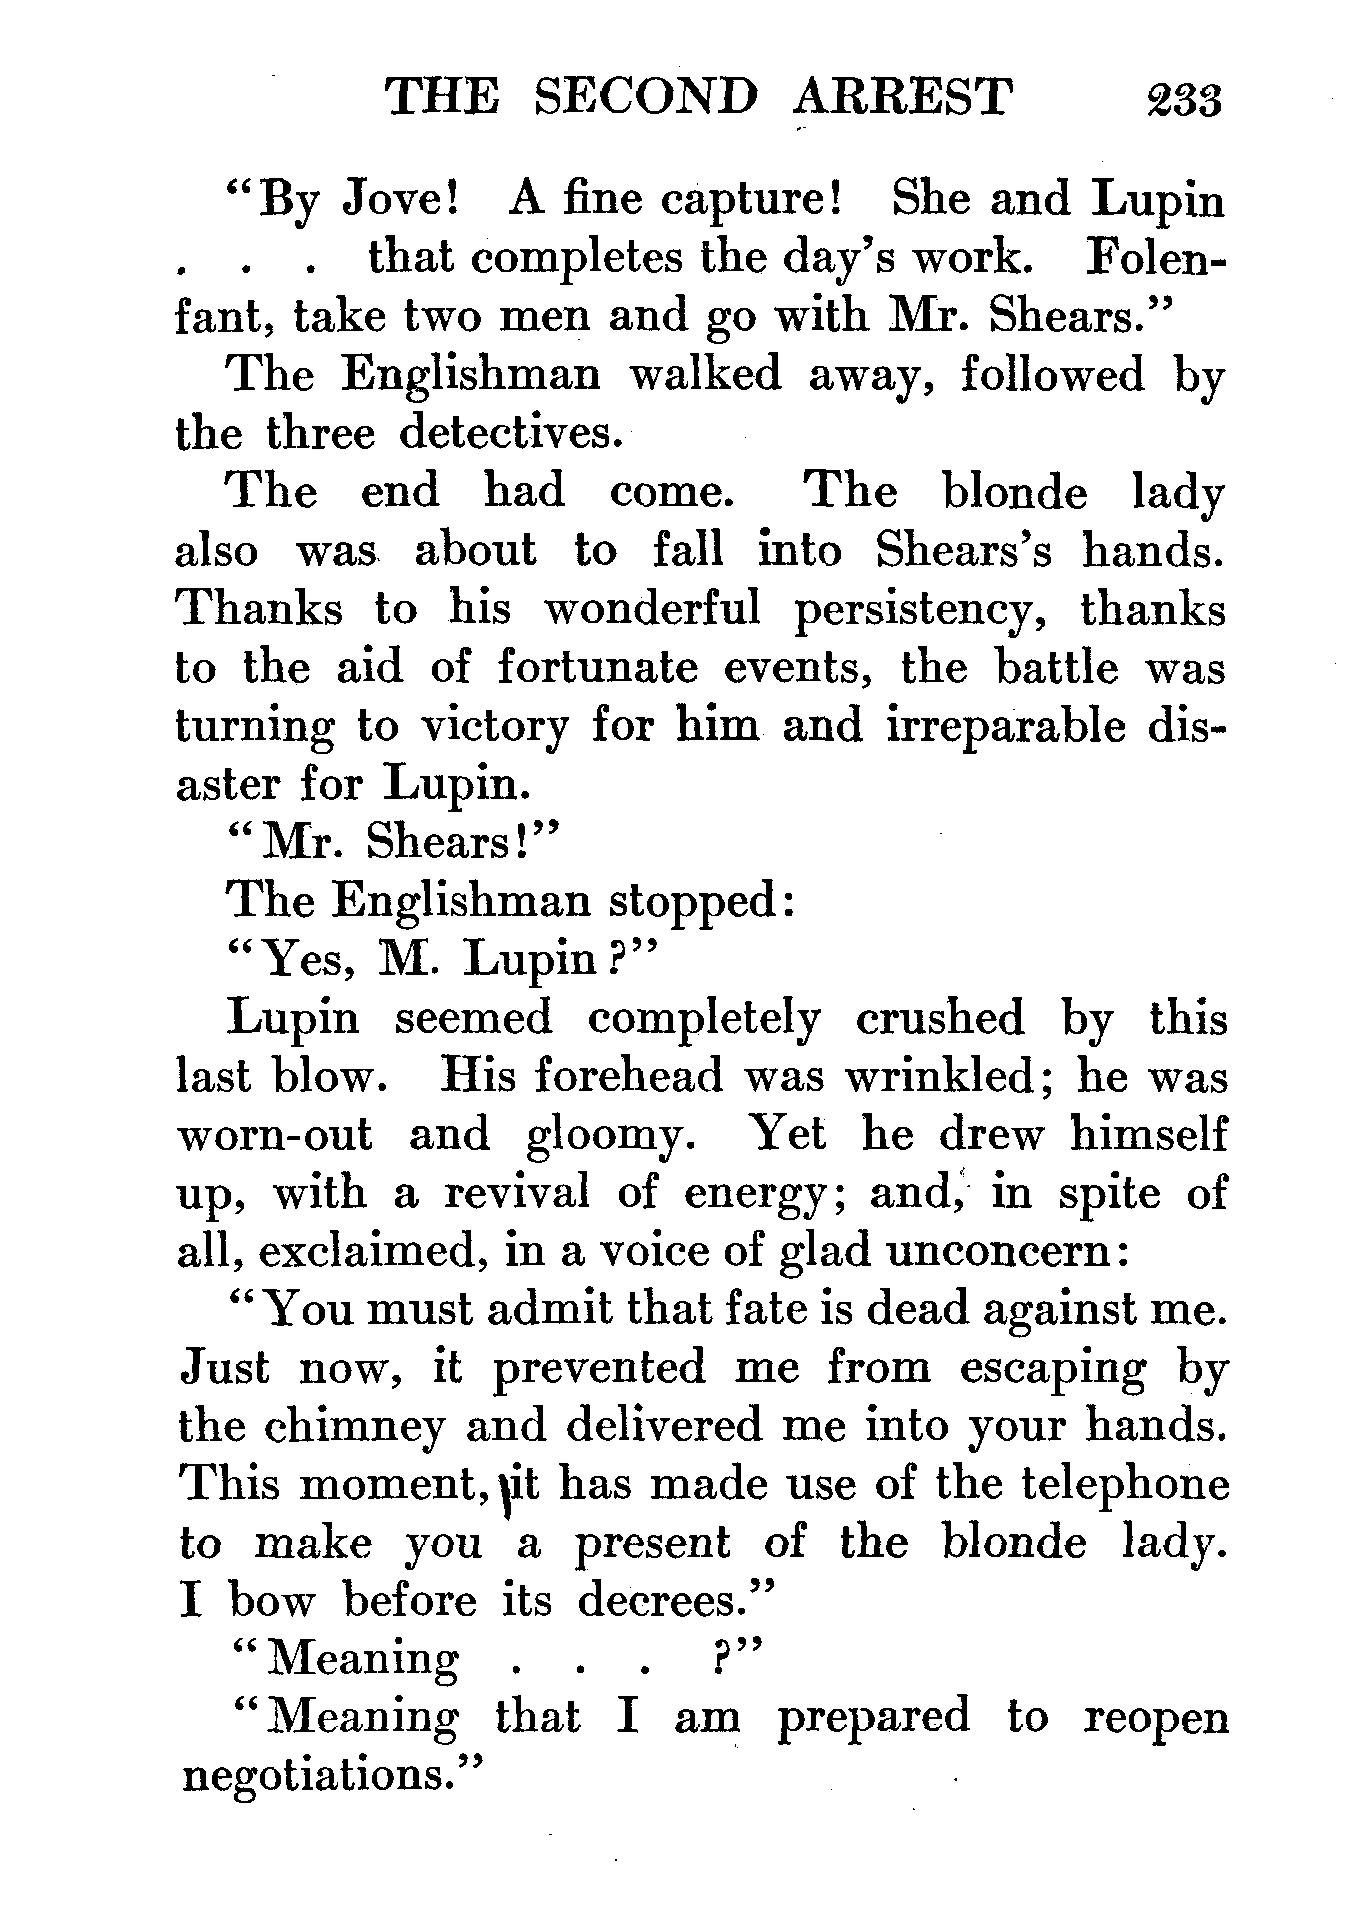 THE SECOND ARREST 233
“By Jove! A fine capture! She and Lupin
. . . that completes the day’s work. Folen-
fant, take two men and go with Mr. Shears.”
The Englishman walked away, followed by
the three detectives.
The end had come. The blonde lady
also was about to fall into Shears’s hands.
Thanks to his wonderful persistency, thanks
to the aid of fortunate events, the battle was
turning to victory for him and irreparable dis-
aster for Lupin.
“Mr. Shears!”
The Englishman stopped:
“Yes, M. Lupin?”
Lupin seemed completely crushed by this
last blow. His forehead was wrinkled; he was
worn-out and gloomy. Yet he drew himself
up, with a revival of energy; and, in spite of
all, exclaimed, in a voice of glad unconcern:
“You must admit that fate is dead against me.
Just now, it prevented me from escaping by
the chimney and delivered me into your hands.
This moment, it has made use of the telephone
to make you a present of the blonde lady.
I bow before its decrees.”
“Meaning . . . ?”
“Meaning that I am prepared to reopen
negotiations.”